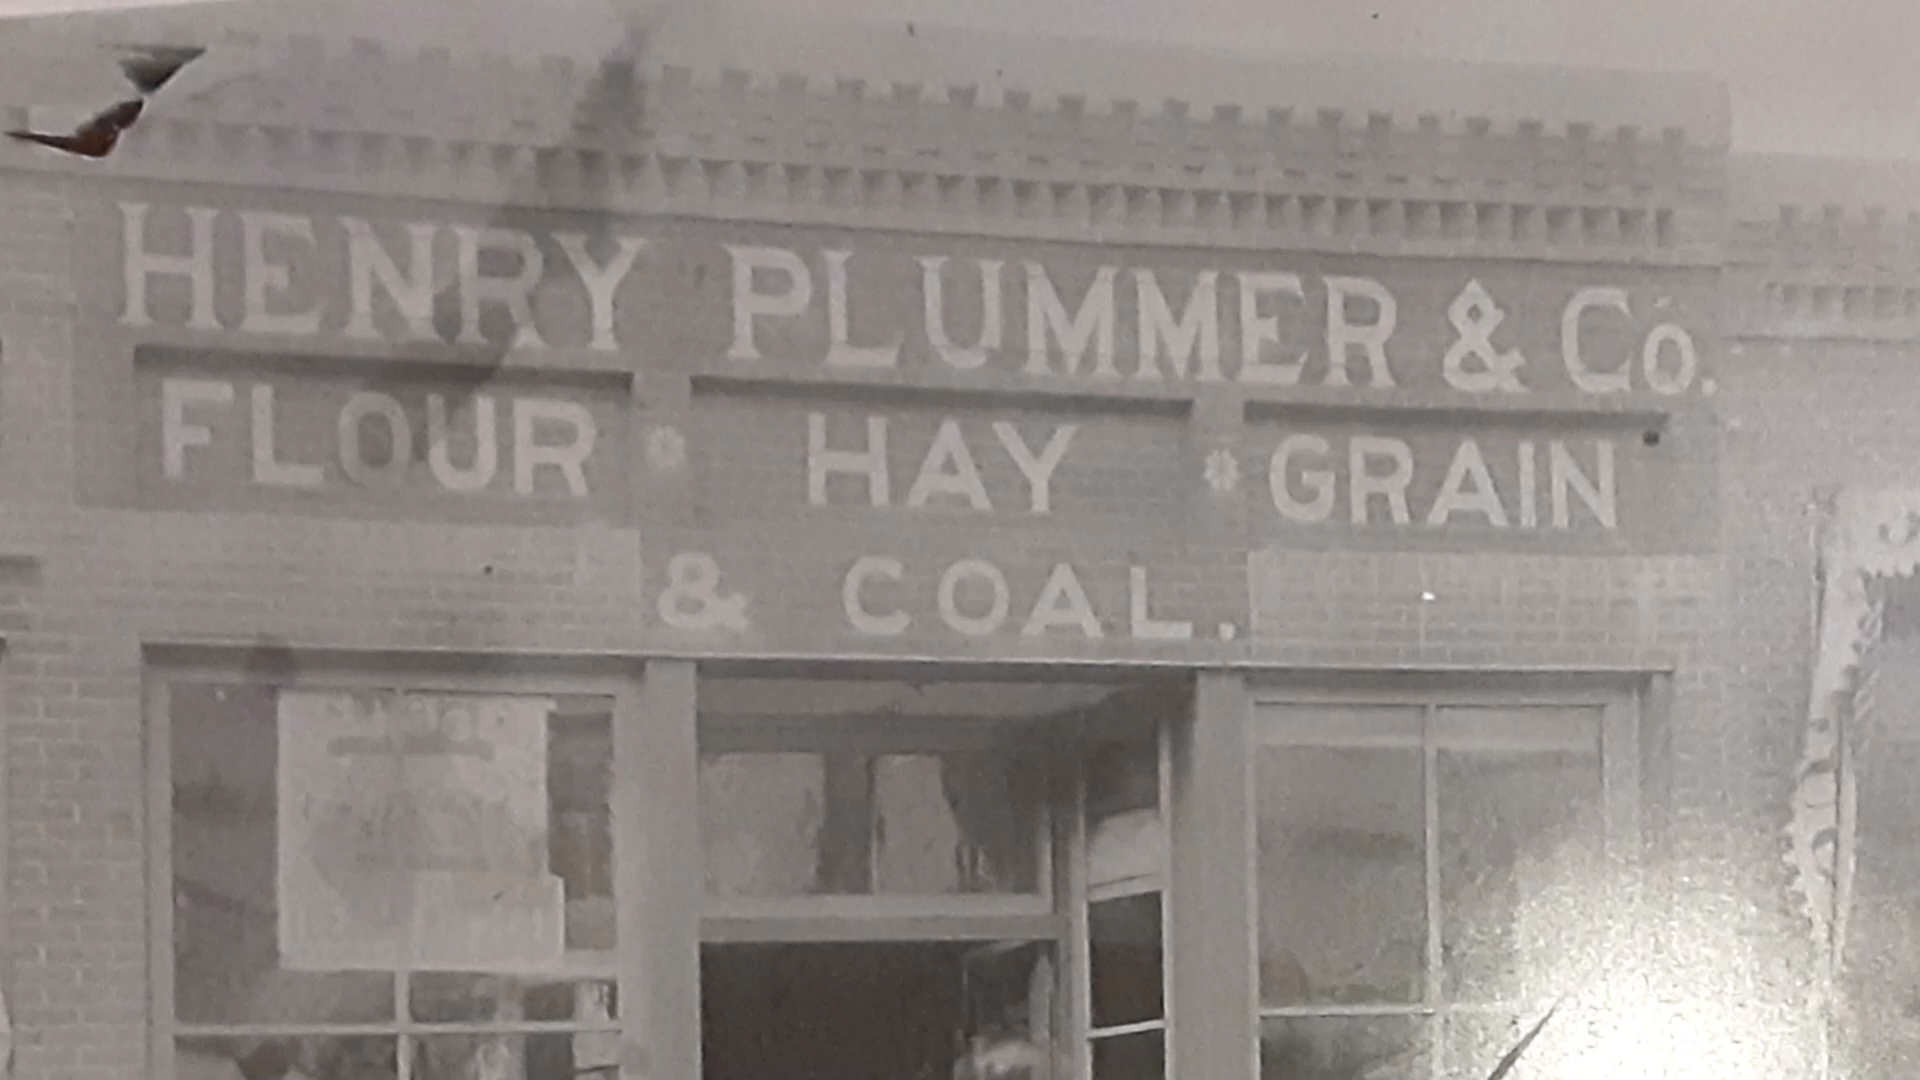 HENRY PLUMMER & Co.
FLOUR * HAY * GRAIN
& COAL.